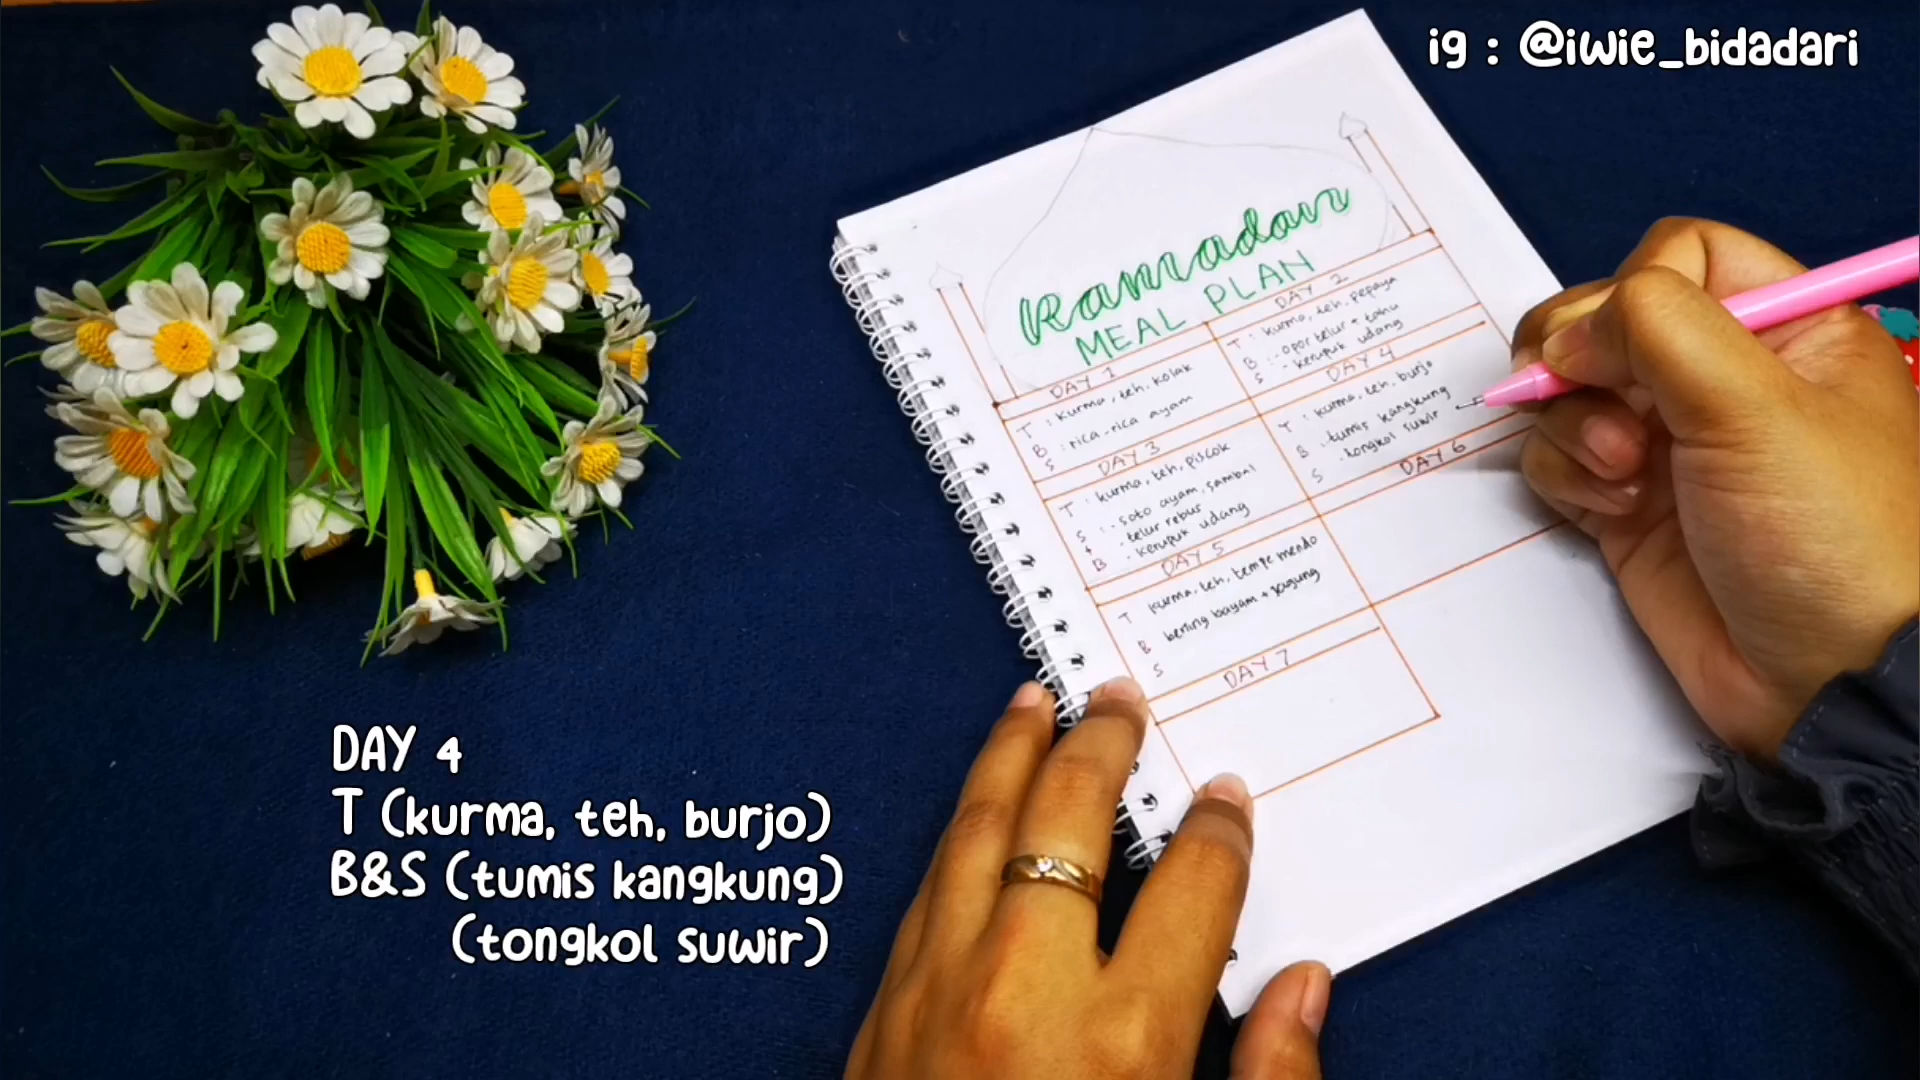 ig : @iwie_bidadari
Ramadan
MEAL PLAN
DAY 1
T : kurma, teh, kolak
B : rica-rica ayam
S
DAY 2
T : kurma, teh, pepaya
B : - opor telur + tahu
S - kerupuk udang
DAY 3
T : kurma, teh, piscok
S : - soto ayam, sambal
+ - telur rebus
B - kerupuk udang
DAY 4
T : kurma, teh, burjo
B . tumis kangkung
S . tongkol suwir
DAY 5
T kurma, teh, tempe mendo
B bening bayam + jagung
S
DAY 6
DAY 7
DAY 4
T (kurma, teh, burjo)
B&S (tumis kangkung)
(tongkol suwir)